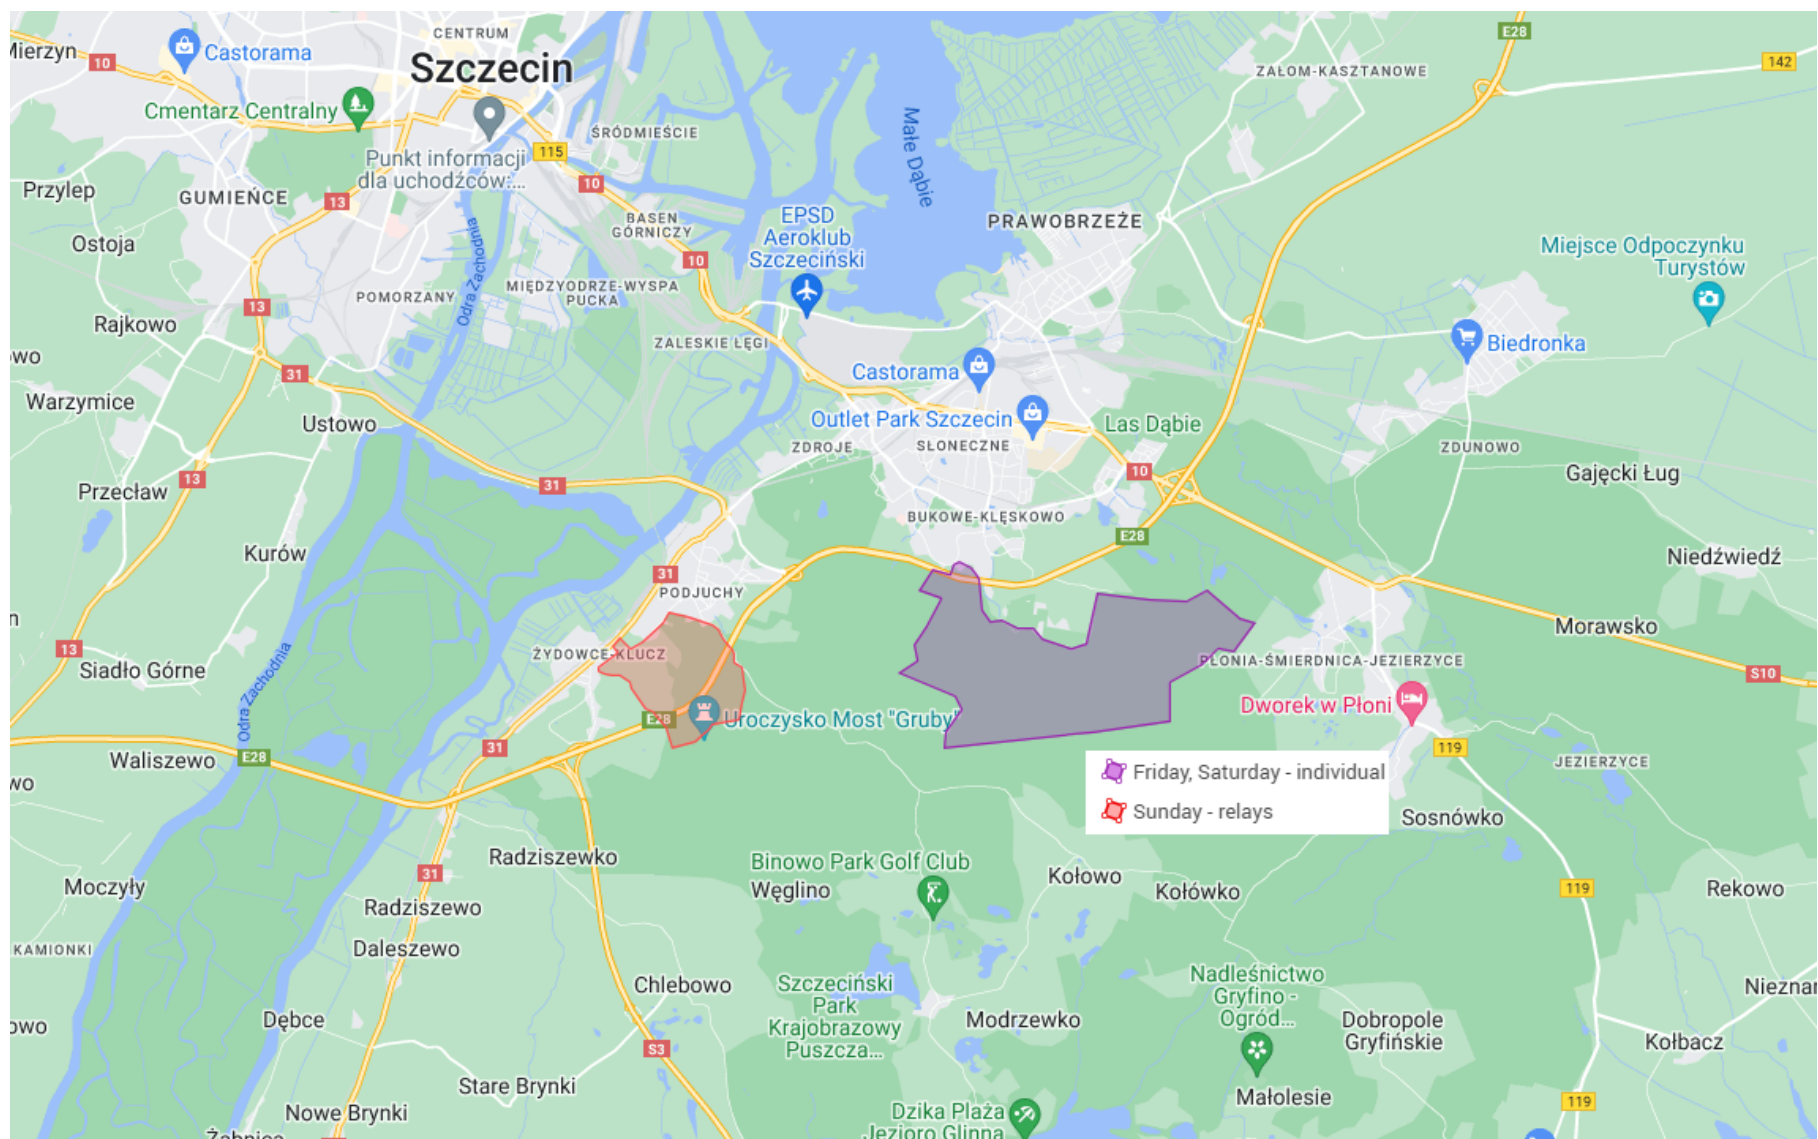 CENTRUM
Szczecin
Castorama
Mierzyn
10
Cmentarz Centralny
Punkt informacji
dla uchodźców:...
115
ŚRÓDMIEŚCIE
10
Przylep
GUMIEŃCE
13
Małe Dąbie
ZAŁOM-KASZTANOWE
E28
142
BASEN
GÓRNICZY
EPSD
Aeroklub
Szczeciński
PRAWOBRZEŻE
Ostoja
10
Odra Zachodnia
Miejsce Odpoczynku
Turystów
MIĘDZYODRZE-WYSPA
PUCKA
POMORZANY
13
Rajkowo
ZALESKIE ŁĘGI
Biedronka
owo
31
Castorama
Warzymice
Ustowo
Outlet Park Szczecin
Las Dąbie
ZDROJE
SŁONECZNE
ZDUNOWO
10
Gajęcki Ług
13
Przecław
31
BUKOWE-KLĘSKOWO
E28
Kurów
Niedźwiedź
31
PODJUCHY
n
Morawsko
13
Siadło Górne
ŻYDOWCE-KLUCZ
PŁONIA-ŚMIERDNICA-JEZIERZYCE
S10
Odra Zachodnia
Dworek w Płoni
E28
Uroczysko Most "Gruby"
31
119
Waliszewo
E28
JEZIERZYCE
wo
Friday, Saturday - individual
Sunday - relays
Sosnówko
Radziszewko
Binowo Park Golf Club
Węglino
Kołowo
Kołówko
31
Moczyły
119
Rekowo
Radziszewo
KAMIONKI
Daleszewo
Chlebowo
Szczeciński
Park
Krajobrazowy
Puszcza...
Nadleśnictwo
Gryfino -
Ogród...
Nieznar
owo
Dębce
Modrzewko
Dobropole
Gryfińskie
S3
Kołbacz
Stare Brynki
Małolesie
119
Nowe Brynki
Dzika Plaża
Jezioro Glinna
Żabnica